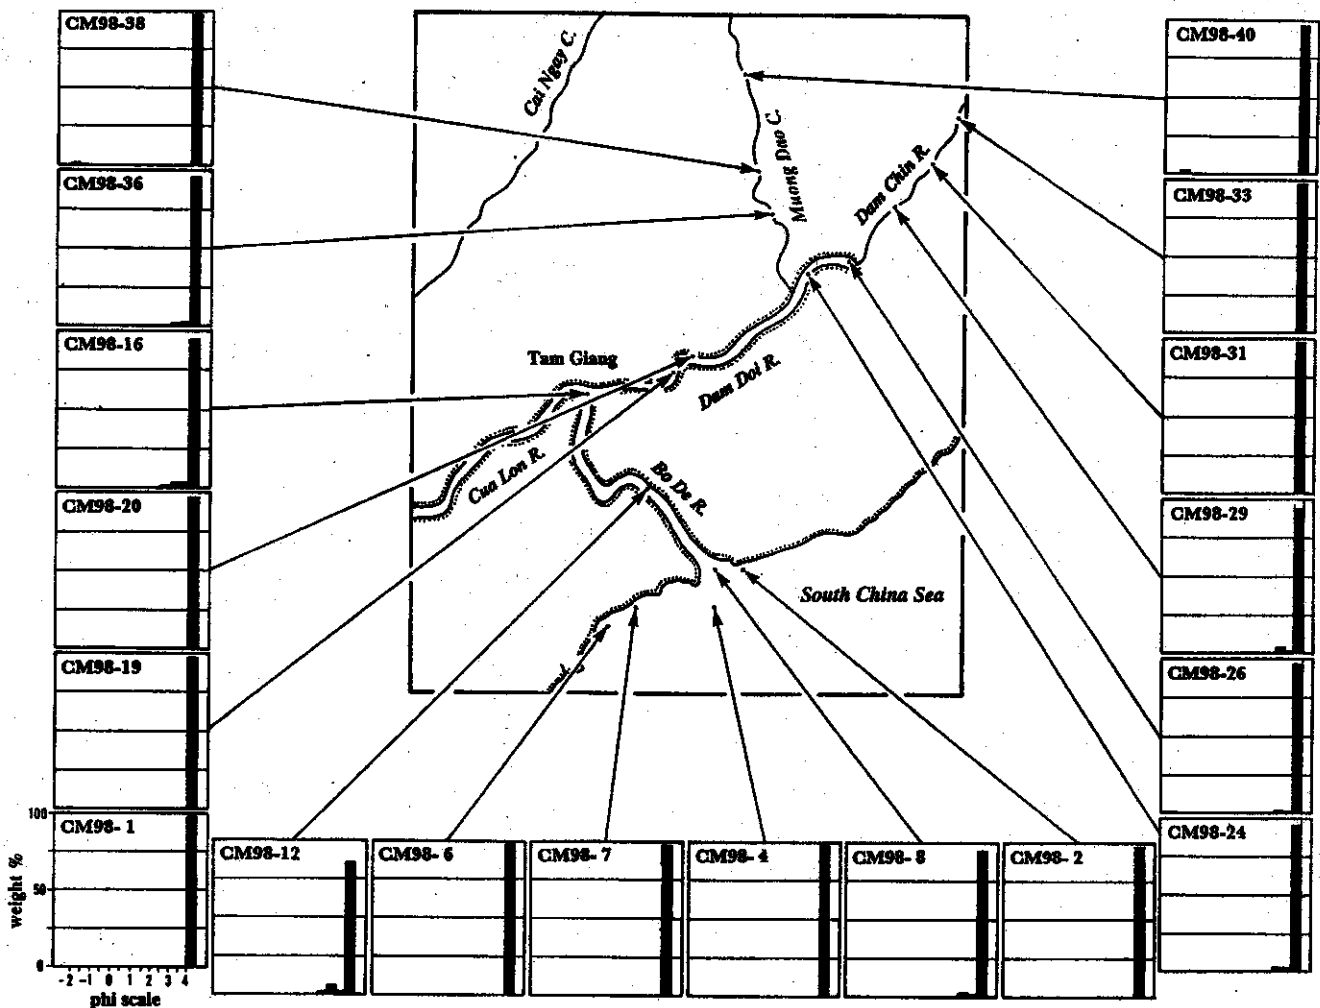 CM98-38
CM98-36
CM98-16
CM98-20
CM98-19
CM98- 1
100
50
0
weight %
-2 -1 0 1 2 3 4
phi scale
CM98-12
CM98- 6
CM98- 7
CM98- 4
CM98- 8
CM98- 2
CM98-40
CM98-33
CM98-31
CM98-29
CM98-26
CM98-24
Cai Ngay C.
Muong Dao C.
Dam Chin R.
Tam Giang
Dam Doi R.
Cua Lon R.
Bo De R.
South China Sea